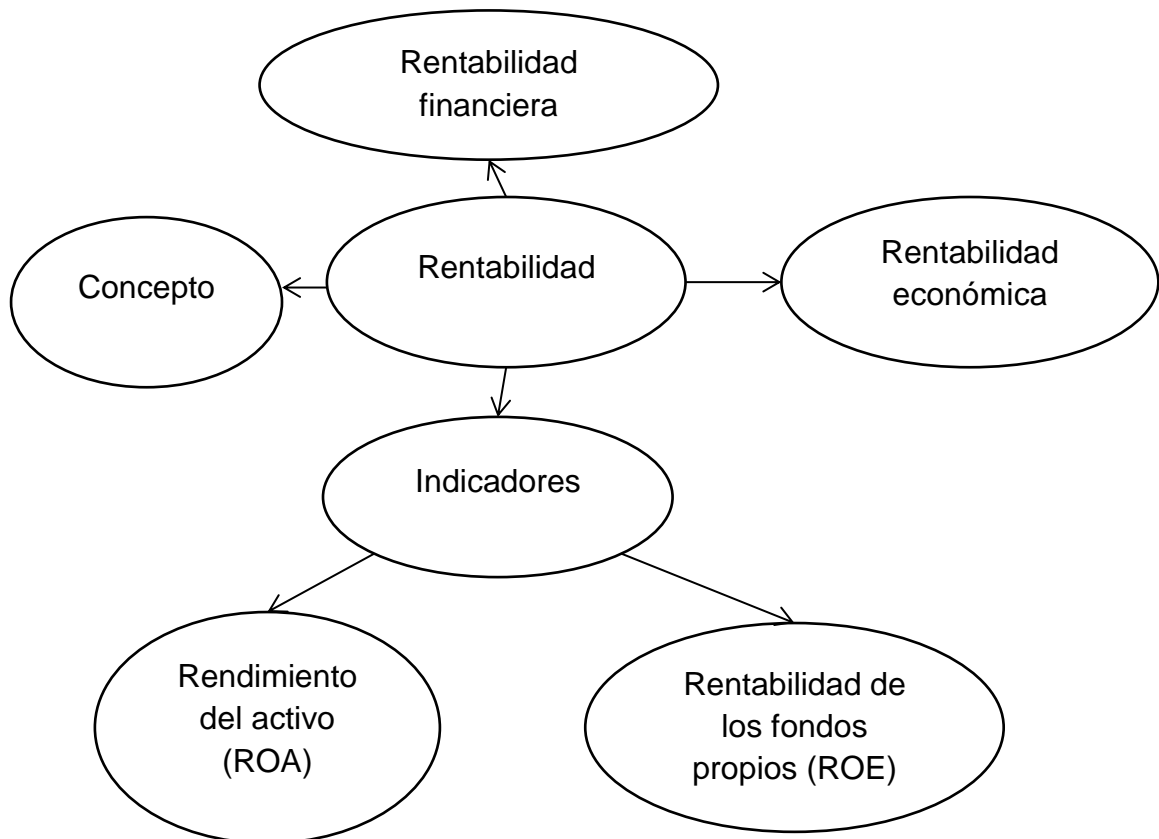 Rentabilidad
financiera
Concepto
Rentabilidad
Rentabilidad
económica
Indicadores
Rendimiento
del activo
(ROA)
Rentabilidad de
los fondos
propios (ROE)